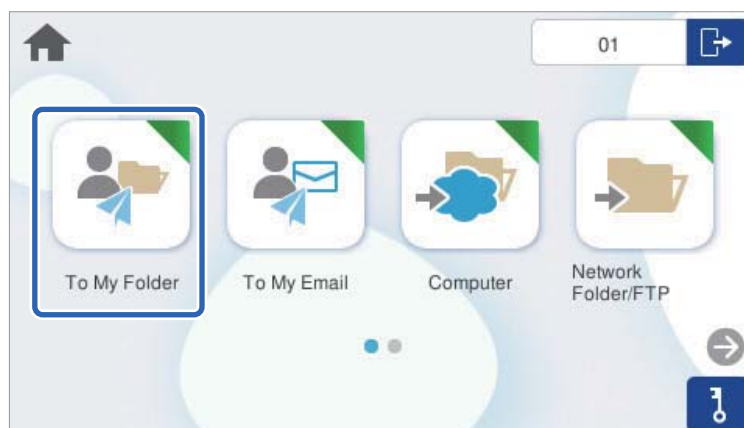 01
To My Folder
To My Email
Computer
Network
Folder/FTP